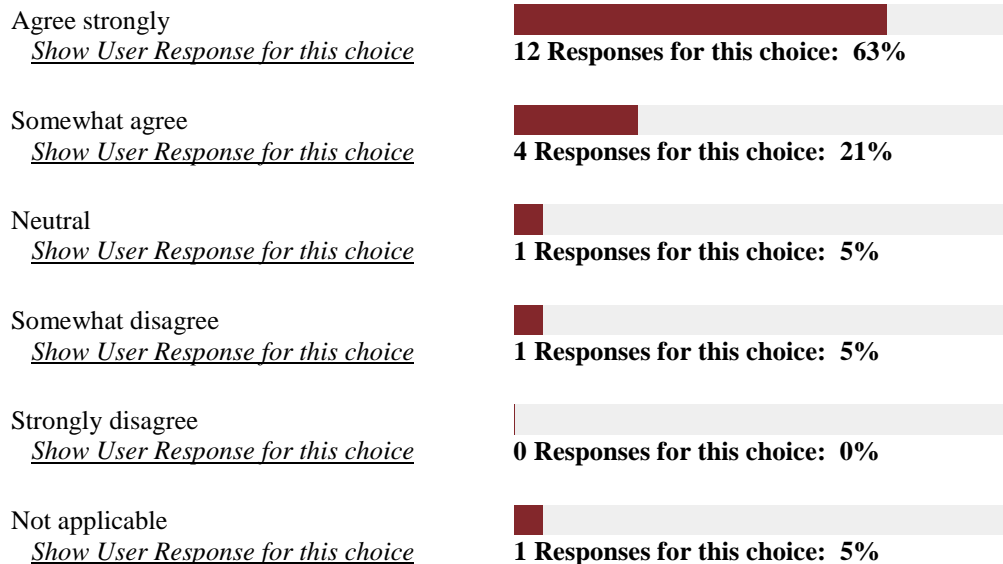 Agree strongly
Show User Response for this choice
12 Responses for this choice:  63%
Somewhat agree
Show User Response for this choice
4 Responses for this choice:  21%
Neutral
Show User Response for this choice
1 Responses for this choice:  5%
Somewhat disagree
Show User Response for this choice
1 Responses for this choice:  5%
Strongly disagree
Show User Response for this choice
0 Responses for this choice:  0%
Not applicable
Show User Response for this choice
1 Responses for this choice:  5%